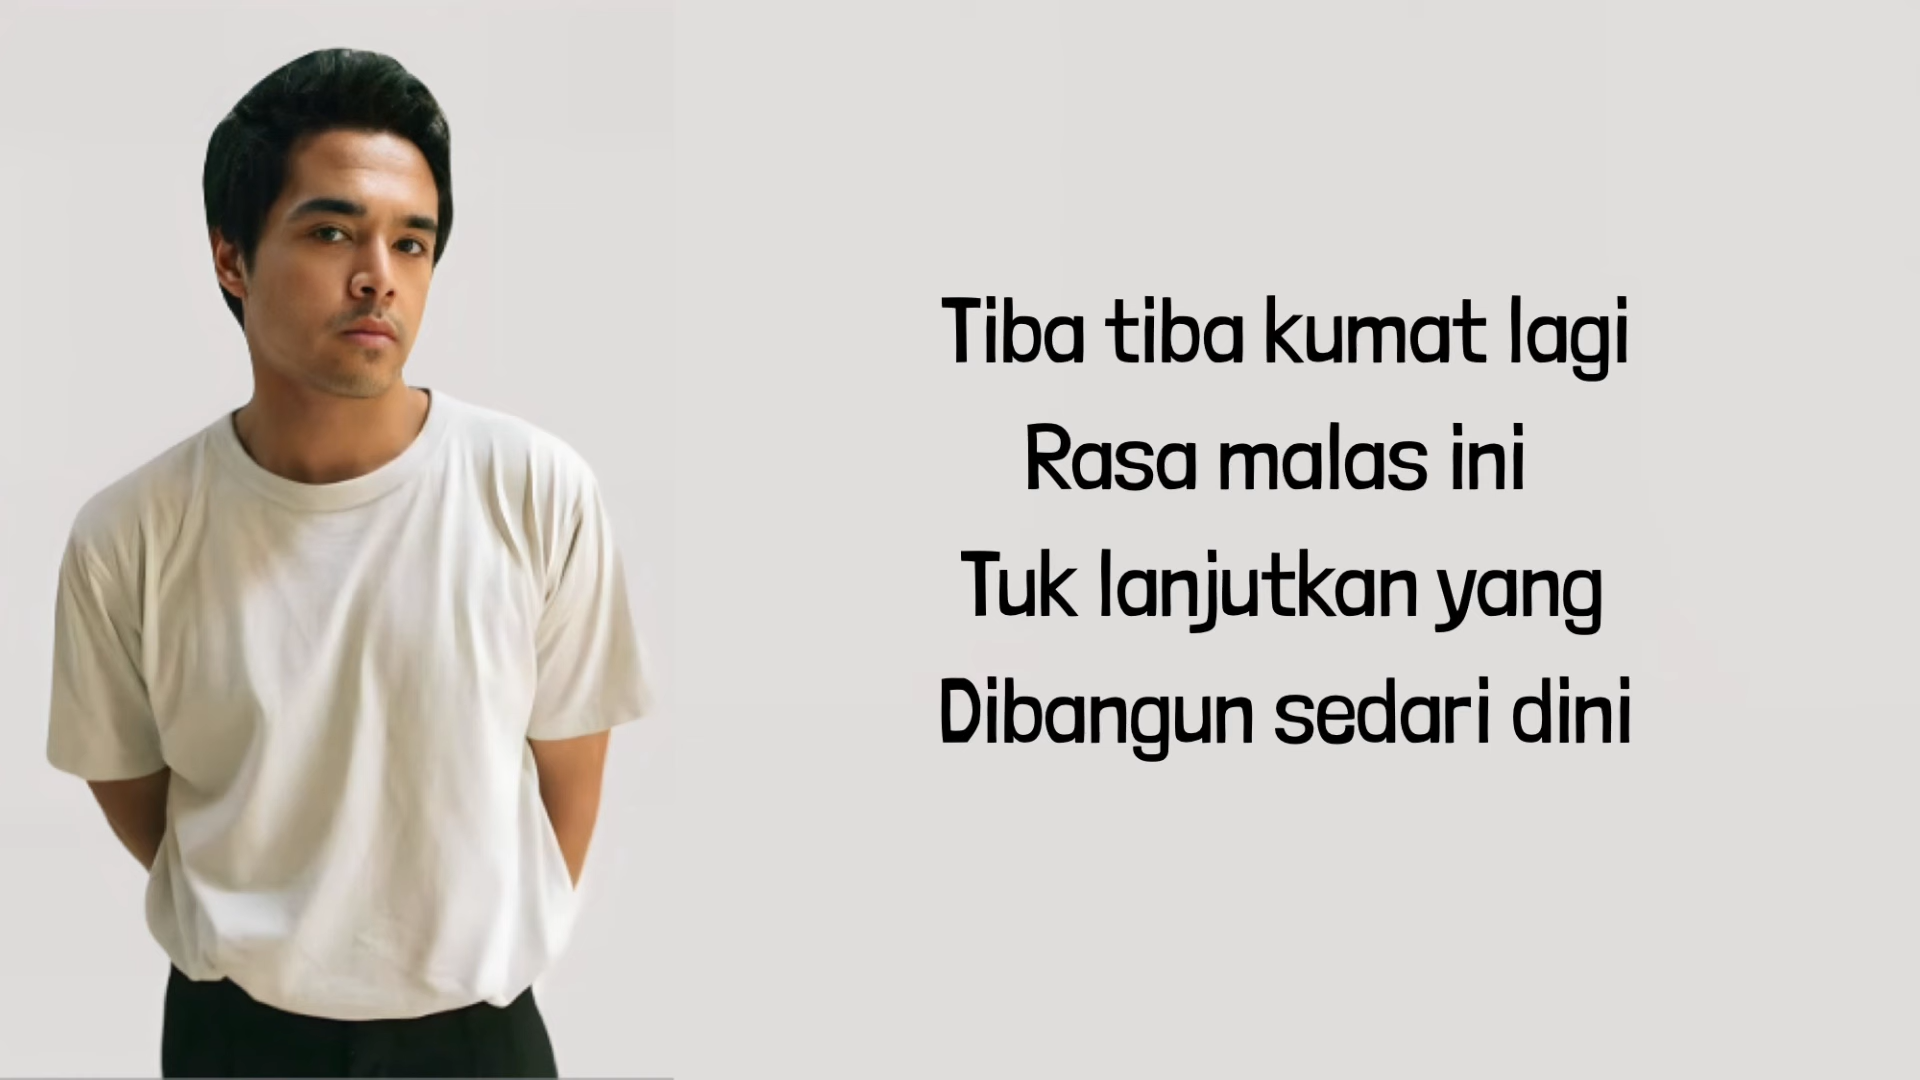 Tiba tiba kumat lagi
Rasa malas ini
Tuk lanjutkan yang
Dibangun sedari dini